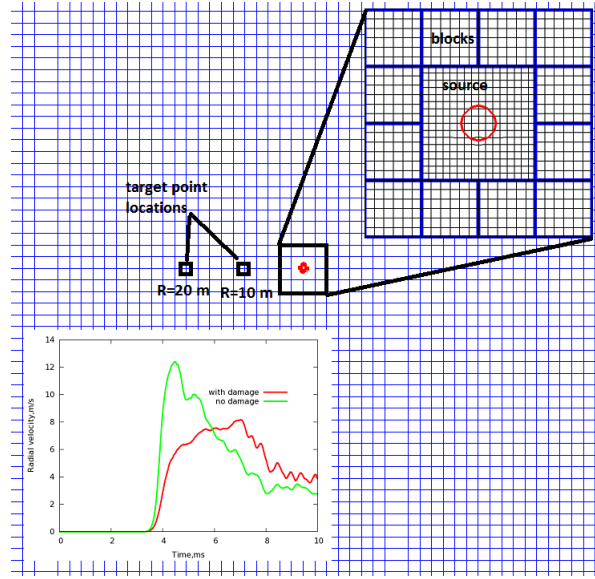 blocks
source
target point
locations
R=20 m
R=10 m
14
12
10
8
6
4
2
0
Radial velocity,m/s
with damage
no damage
0
2
4
6
8
10
Time,ms